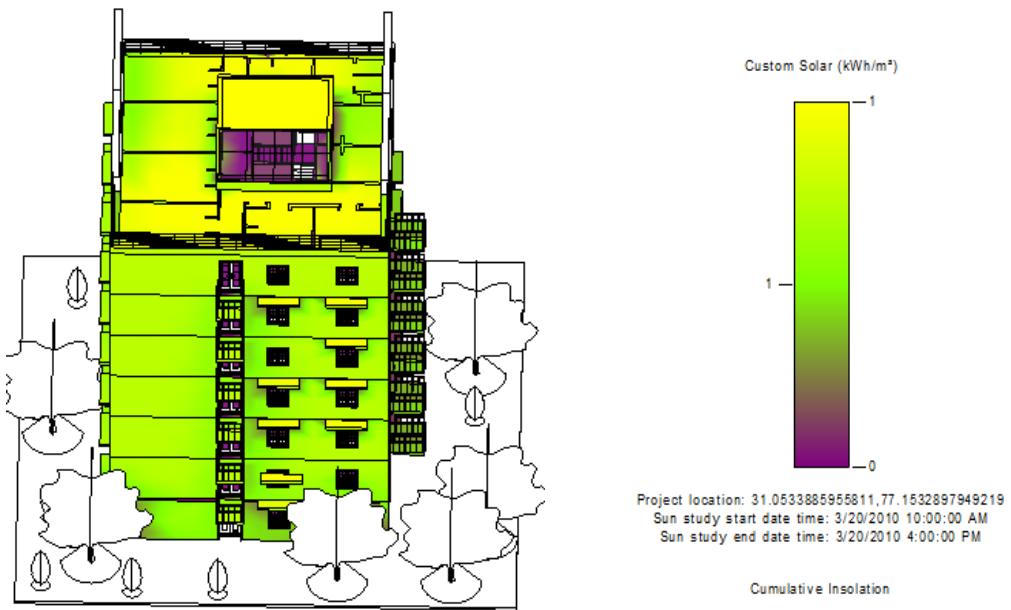 Custom Solar (kWh/m²)
1
1
0
Project location: 31.0533885955811,77.1532897949219
Sun study start date time: 3/20/2010 10:00:00 AM
Sun study end date time: 3/20/2010 4:00:00 PM
Cumulative Insolation